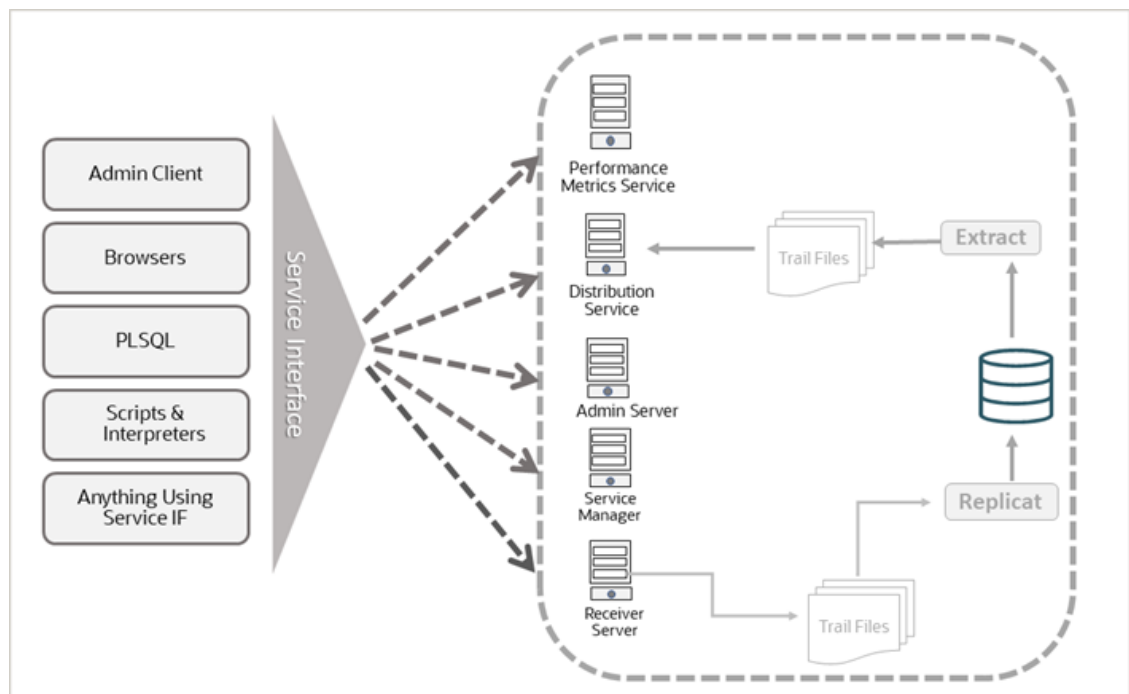 Admin Client
Browsers
PLSQL
Scripts &
Interpreters
Anything Using
Service IF
Service Interface
Performance
Metrics Service
Distribution
Service
Admin Server
Service
Manager
Receiver
Server
Trail Files
Extract
Replicat
Trail Files